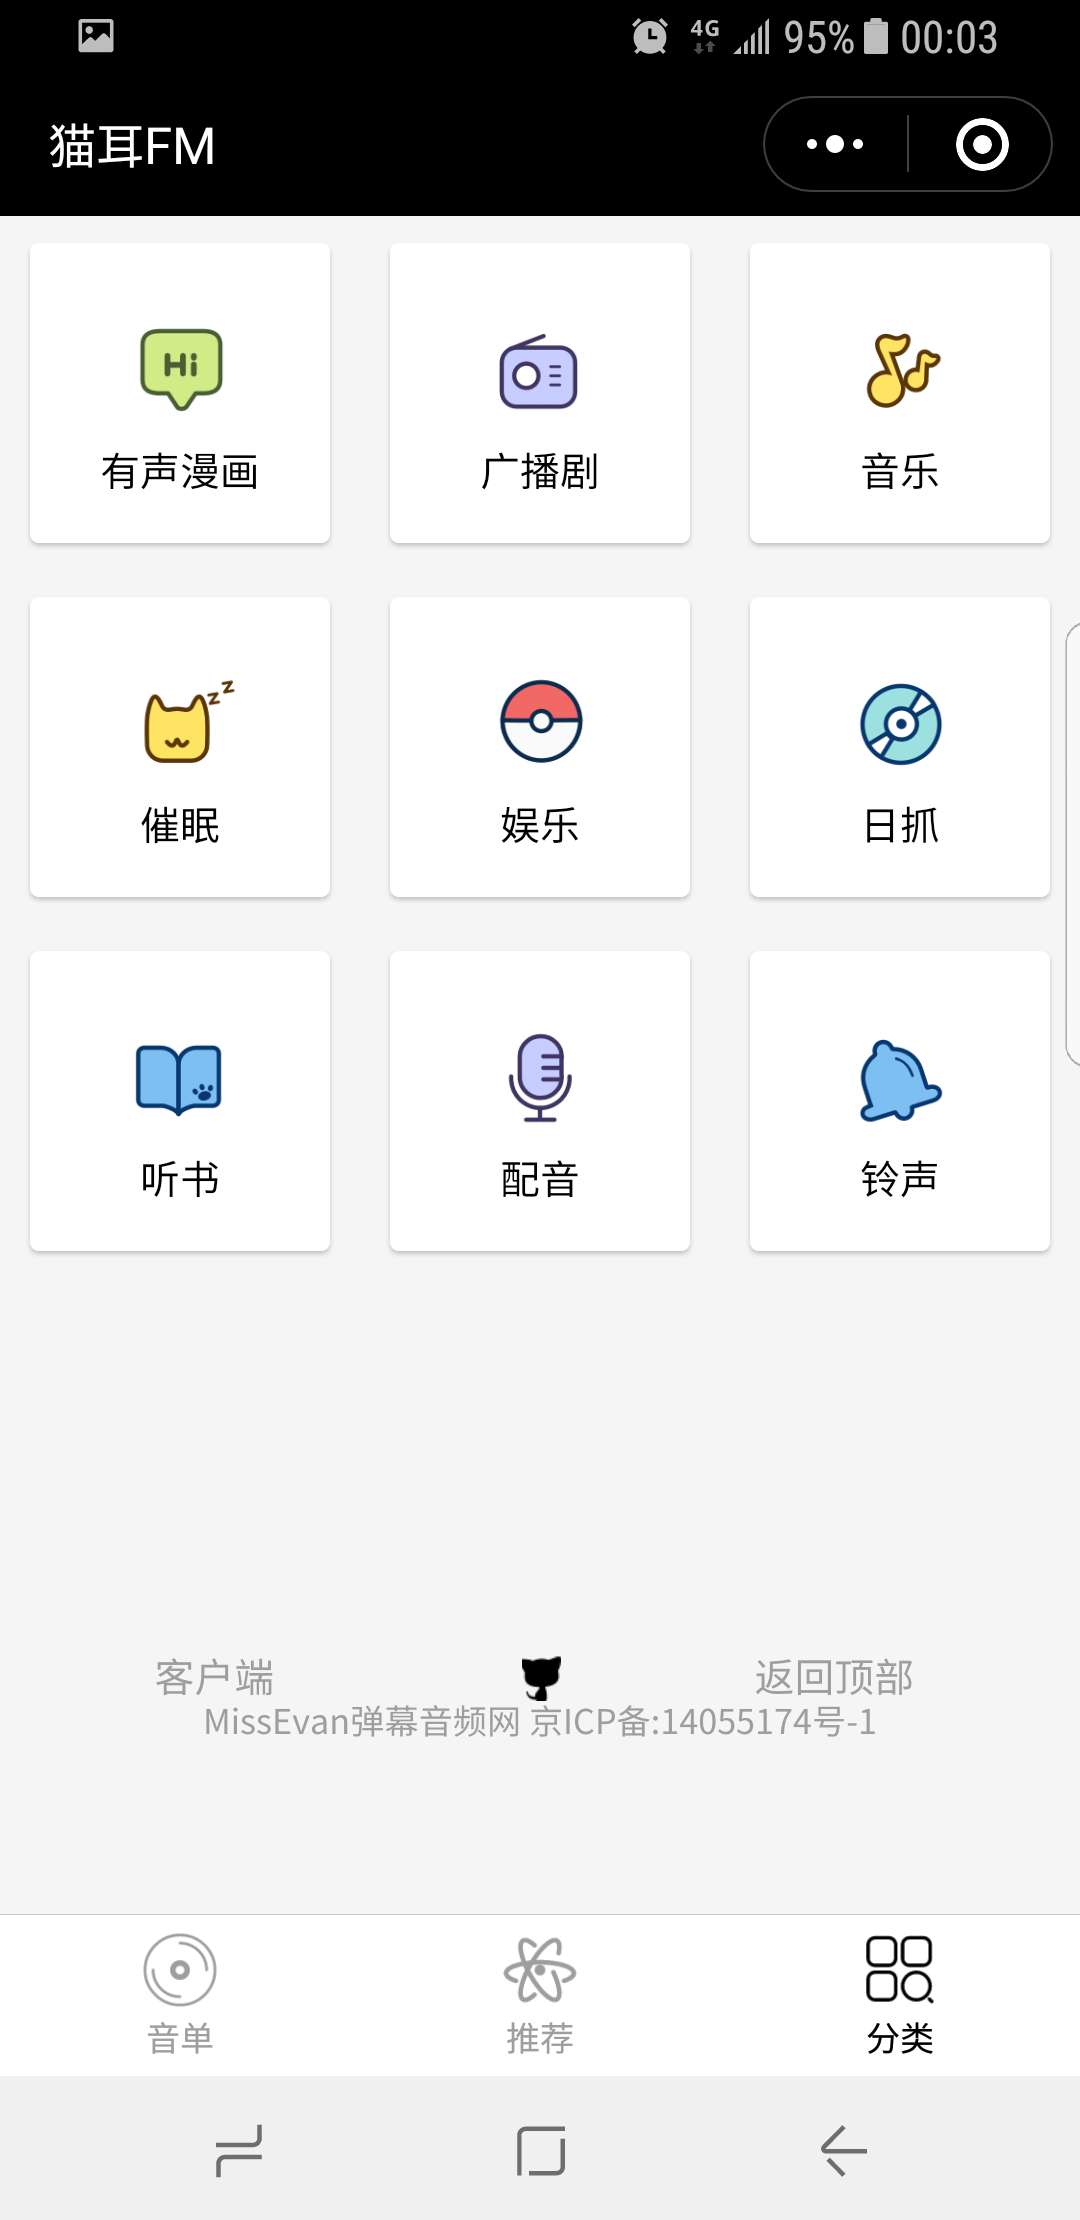 4G 95% 00:03
猫耳FM
Hi
有声漫画 广播剧 音乐
z z
催眠 娱乐 日抓
听书 配音 铃声
客户端 返回顶部
MissEvan弹幕音频网 京ICP备:14055174号-1
音单 推荐 分类